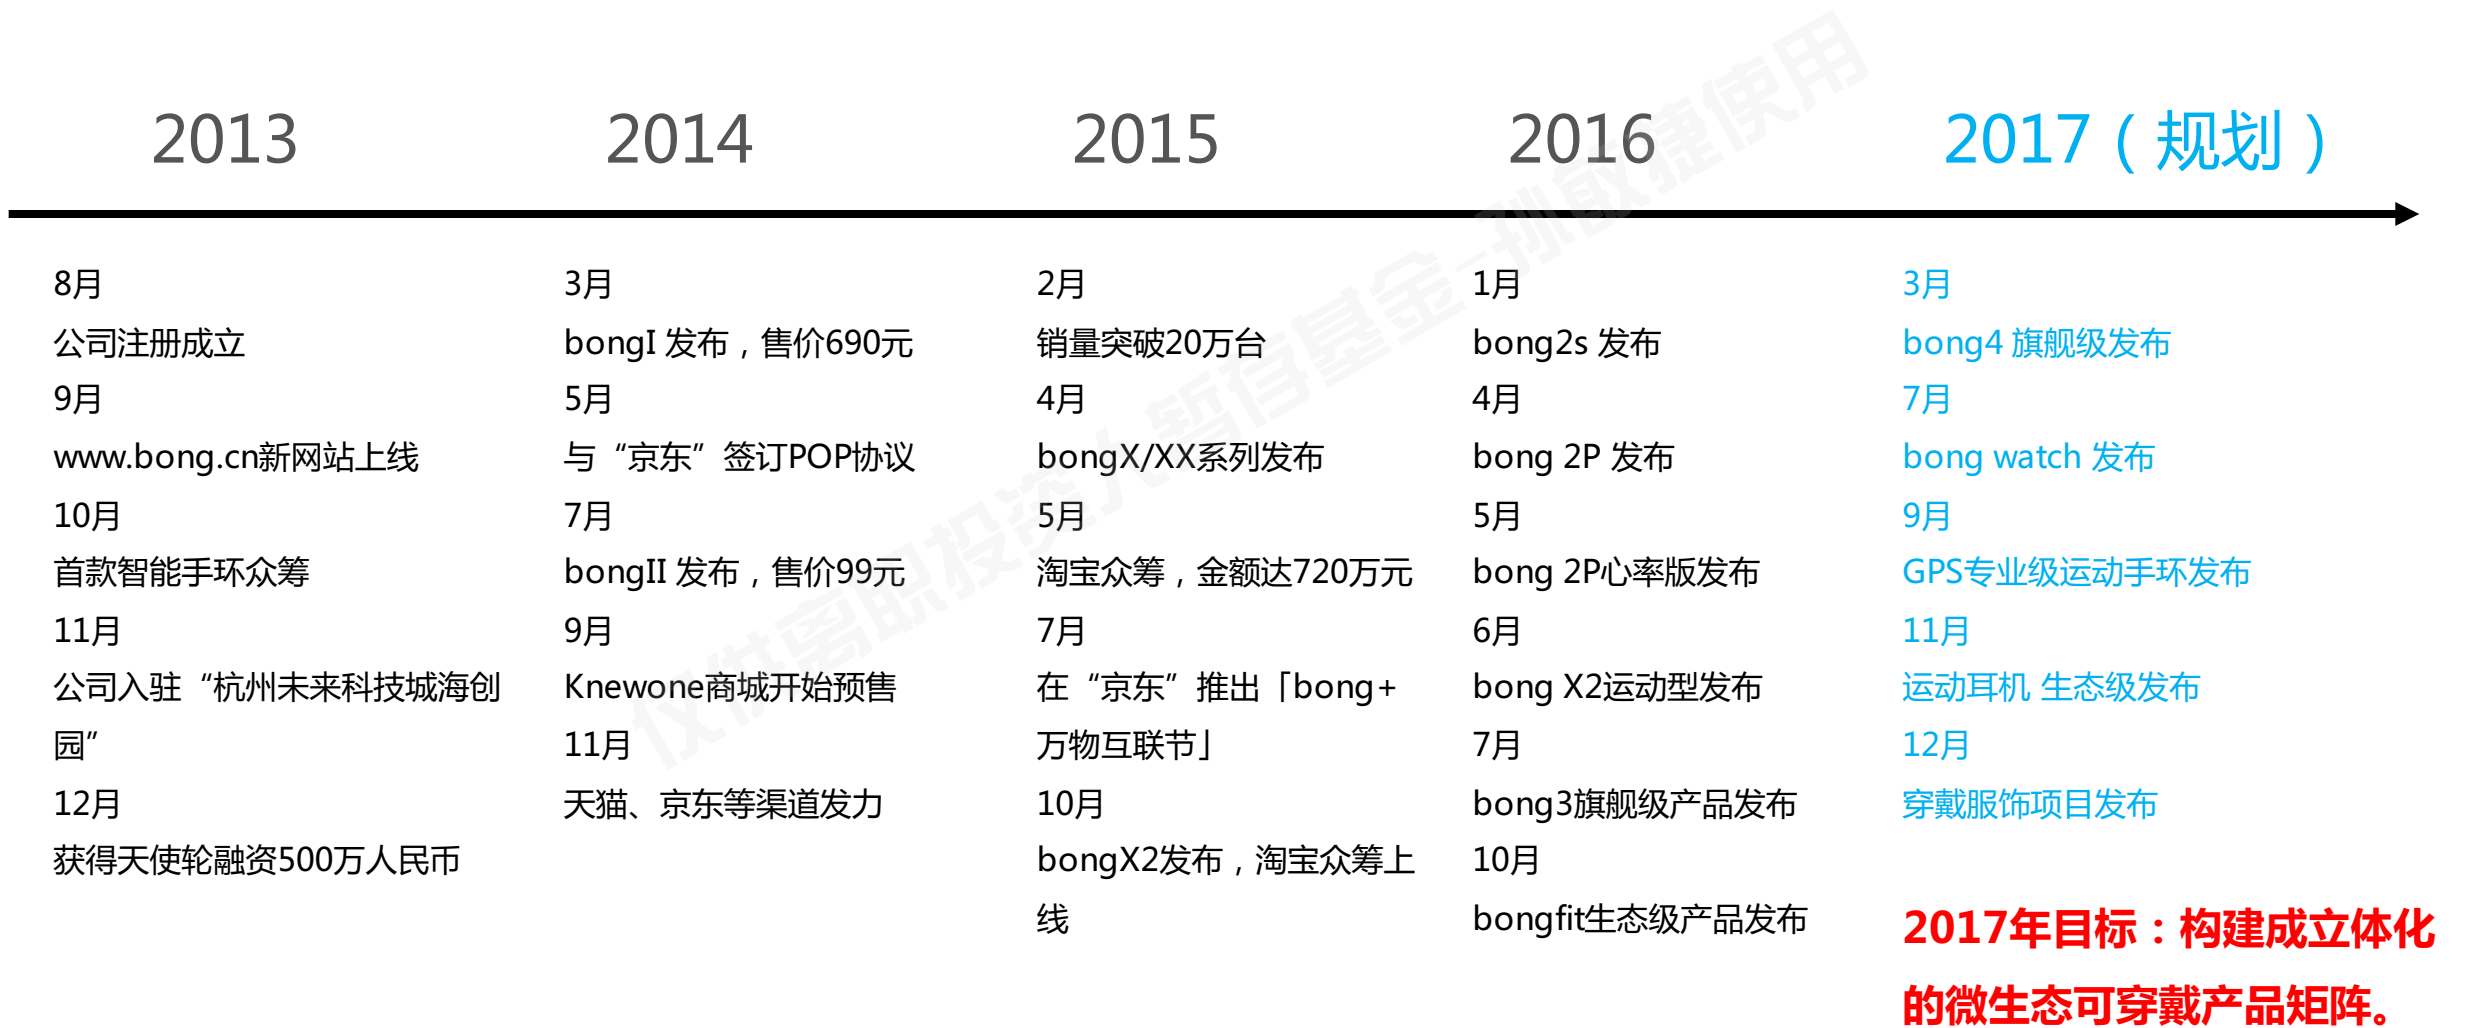 2013
8月
公司注册成立
9月
www.bong.cn新网站上线
10月
首款智能手环众筹
11月
公司入驻“杭州未来科技城海创
园”
12月
获得天使轮融资500万人民币
2014
3月
bongI 发布，售价690元
5月
与“京东”签订POP协议
7月
bongII 发布，售价99元
9月
Knewone商城开始预售
11月
天猫、京东等渠道发力
2015
2月
销量突破20万台
4月
bongX/XX系列发布
5月
淘宝众筹，金额达720万元
7月
在“京东”推出「bong+
万物互联节」
10月
bongX2发布，淘宝众筹上
线
2016
1月
bong2s 发布
4月
bong 2P 发布
5月
bong 2P心率版发布
6月
bong X2运动型发布
7月
bong3旗舰级产品发布
10月
bongfit生态级产品发布
2017（规划）
3月
bong4 旗舰级发布
7月
bong watch 发布
9月
GPS专业级运动手环发布
11月
运动耳机 生态级发布
12月
穿戴服饰项目发布
2017年目标：构建成立体化
的微生态可穿戴产品矩阵。
仅供离职投资人暂存基金-孙敏捷使用